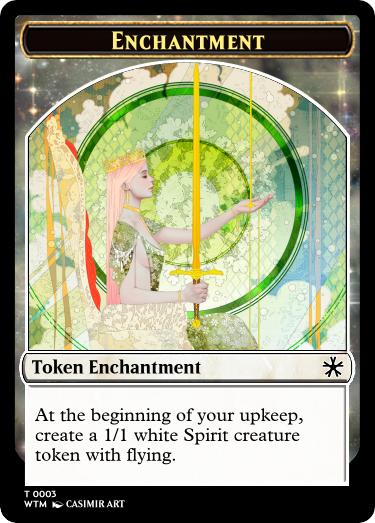 ENCHANTMENT
Token Enchantment
At the beginning of your upkeep,
create a 1/1 white Spirit creature
token with flying.
T 0003
WTM CASIMIR ART